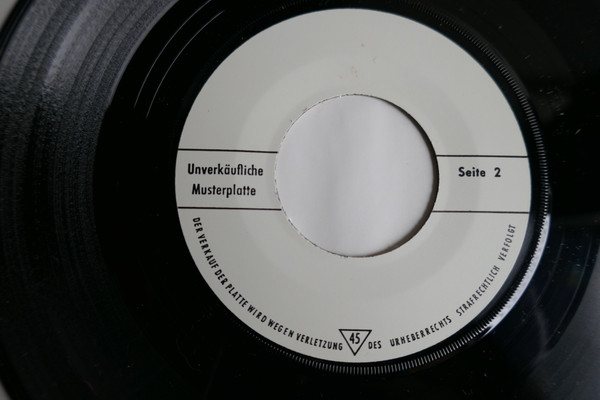 Unverkäufliche
Musterplatte
Seite 2
DER VERKAUF DER PLATTE WIRD WEGEN VERLETZUNG 45 DES URHEBERRECHTS STRAFRECHTLICH VERFOLGT